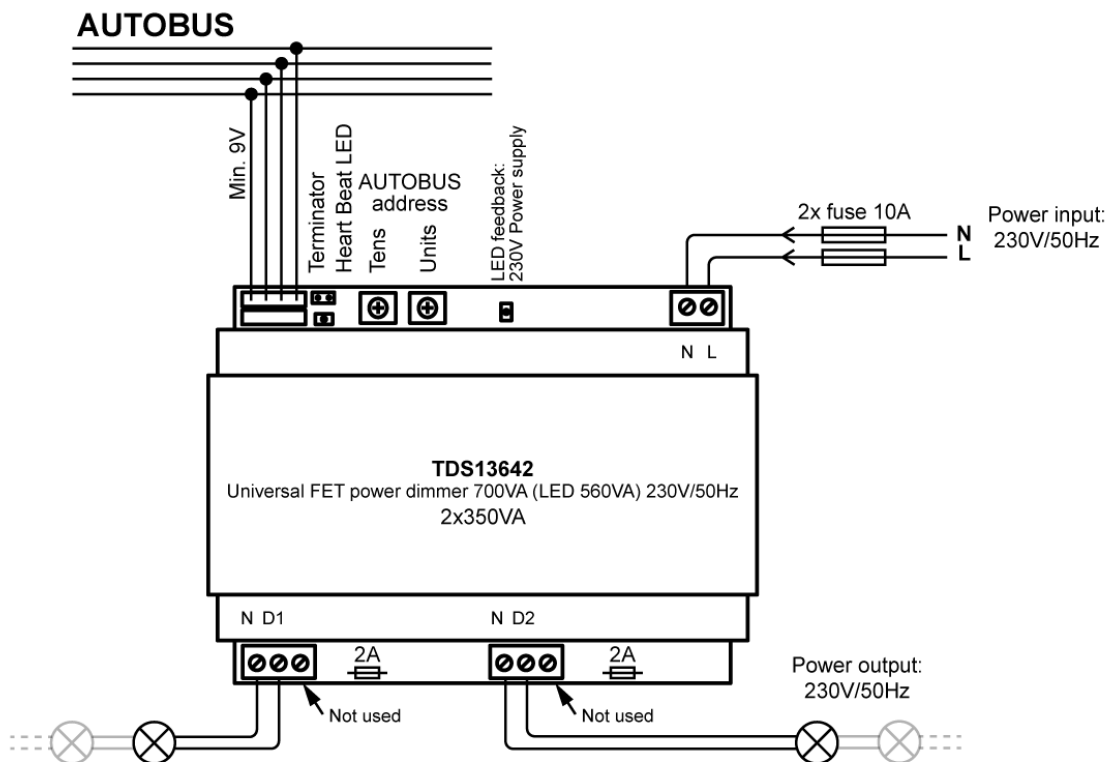 AUTOBUS
Min. 9V
Terminator
Heart Beat LED
AUTOBUS
address
Tens
Units
LED feedback:
230V Power supply
2x fuse 10A
N
L
Power input:
230V/50Hz
N L
TDS13642
Universal FET power dimmer 700VA (LED 560VA) 230V/50Hz
2x350VA
N D1
N D2
2A
2A
Not used
Not used
Power output:
230V/50Hz